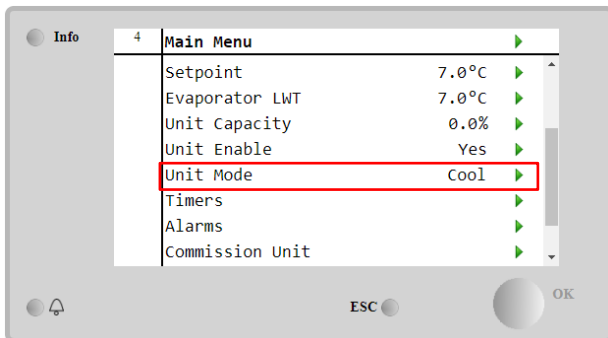 Info
4 Main Menu
Setpoint 7.0°C
Evaporator LWT 7.0°C
Unit Capacity 0.0%
Unit Enable Yes
Unit Mode Cool
Timers
Alarms
Commission Unit
ESC
OK